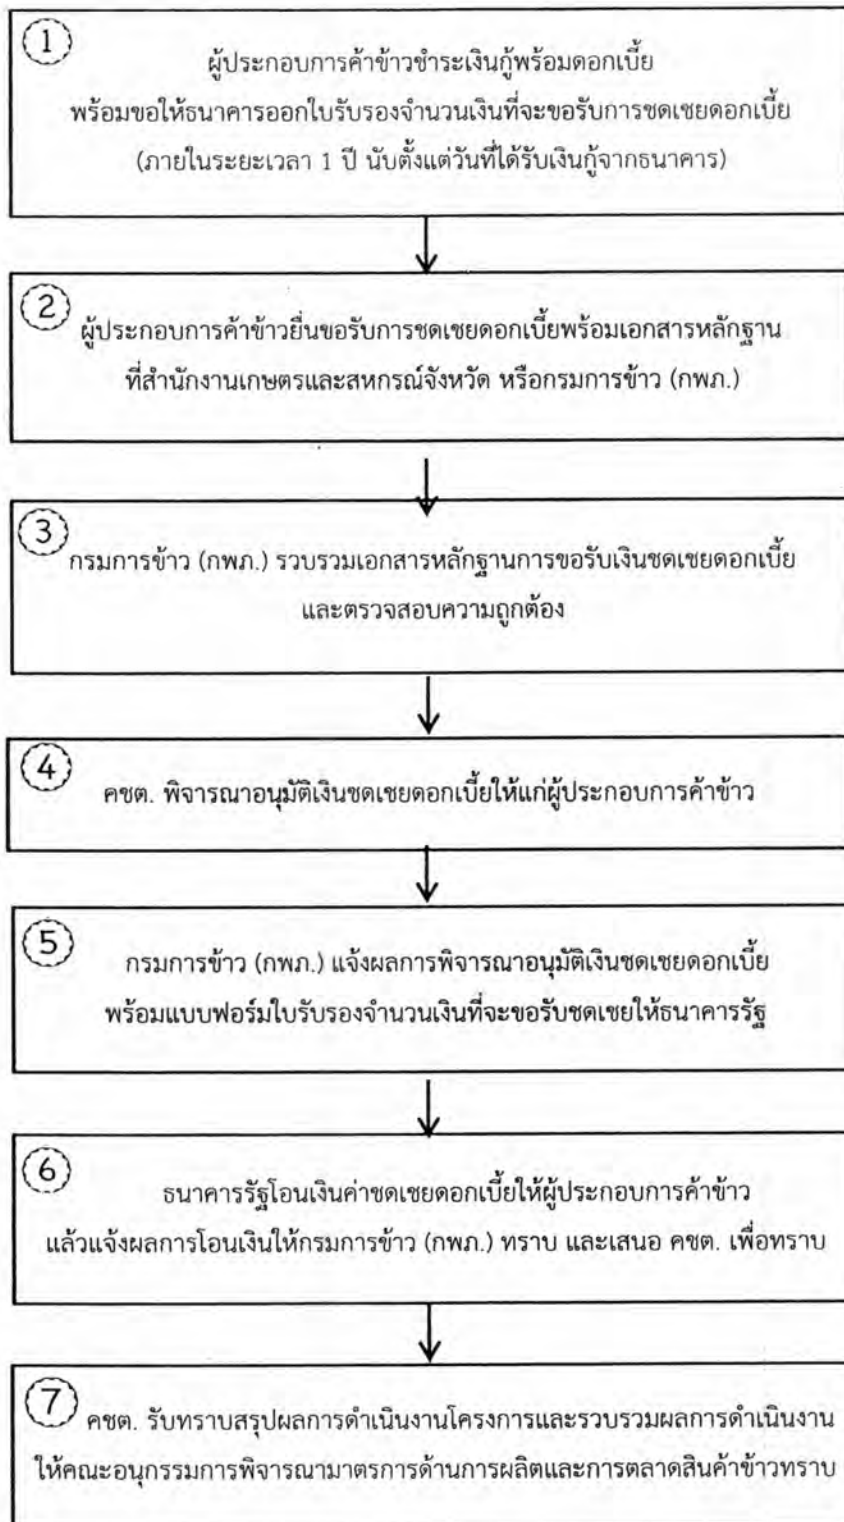 1
ผู้ประกอบการค้าข้าวชำระเงินกู้พร้อมดอกเบี้ย
พร้อมขอให้ธนาคารออกใบรับรองจำนวนเงินที่จะขอรับการชดเชยดอกเบี้ย
(ภายในระยะเวลา 1 ปี นับตั้งแต่วันที่ได้รับเงินกู้จากธนาคาร)
2
ผู้ประกอบการค้าข้าวยื่นขอรับการชดเชยดอกเบี้ยพร้อมเอกสารหลักฐาน
ที่สำนักงานเกษตรและสหกรณ์จังหวัด หรือกรมการข้าว (กพภ.)
3
กรมการข้าว (กพภ.) รวบรวมเอกสารหลักฐานการขอรับเงินชดเชยดอกเบี้ย
และตรวจสอบความถูกต้อง
4
คชต. พิจารณาอนุมัติเงินชดเชยดอกเบี้ยให้แก่ผู้ประกอบการค้าข้าว
5
กรมการข้าว (กพภ.) แจ้งผลการพิจารณาอนุมัติเงินชดเชยดอกเบี้ย
พร้อมแบบฟอร์มใบรับรองจำนวนเงินที่จะขอรับชดเชยให้ธนาคารรัฐ
6
ธนาคารรัฐโอนเงินค่าชดเชยดอกเบี้ยให้ผู้ประกอบการค้าข้าว
แล้วแจ้งผลการโอนเงินให้กรมการข้าว (กพภ.) ทราบ และเสนอ คชต. เพื่อทราบ
7 คชต. รับทราบสรุปผลการดำเนินงานโครงการและรวบรวมผลการดำเนินงาน
ให้คณะอนุกรรมการพิจารณามาตรการด้านการผลิตและการตลาดสินค้าข้าวทราบ